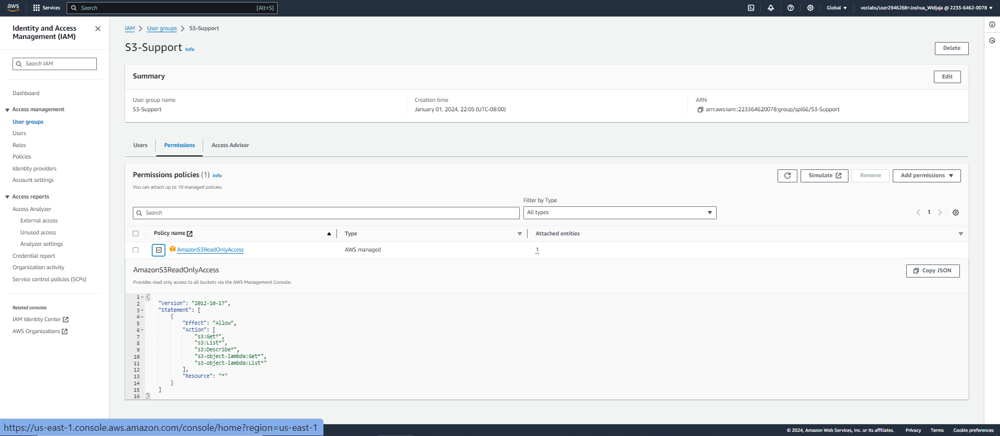 aws
Services
Search
[Alt+S]
Global
voclabs/user2946268=Joshua_Widjaja @ 2233-6462-0078
Identity and Access
Management (IAM)
Search IAM
Dashboard
Access management
User groups
Users
Roles
Policies
Identity providers
Account settings
Access reports
Access Analyzer
External access
Unused access
Analyzer settings
Credential report
Organization activity
Service control policies (SCPs)
Related consoles
IAM Identity Center
AWS Organizations
IAM
User groups
S3-Support
S3-Support
Info
Delete
Summary
Edit
User group name
S3-Support
Creation time
January 01, 2024, 22:05 (UTC-08:00)
ARN
arn:aws:iam::223364620078:group/spl66/S3-Support
Users
Permissions
Access Advisor
Permissions policies (1)
Info
You can attach up to 10 managed policies.
Simulate
Remove
Add permissions
Filter by Type
Search
All types
1
Policy name
Type
Attached entities
AmazonS3ReadOnlyAccess
AWS managed
1
AmazonS3ReadOnlyAccess
Provides read only access to all buckets via the AWS Management Console.
Copy JSON
1 {
2 "Version": "2012-10-17",
3 "Statement": [
4 {
5 "Effect": "Allow",
6 "Action": [
7 "s3:Get*",
8 "s3:List*",
9 "s3:Describe*",
10 "s3-object-lambda:Get*",
11 "s3-object-lambda:List*"
12 ],
13 "Resource": "*"
14 }
15 ]
16 }
https://us-east-1.console.aws.amazon.com/console/home?region=us-east-1
© 2024, Amazon Web Services, Inc. or its affiliates.
Privacy
Terms
Cookie preferences